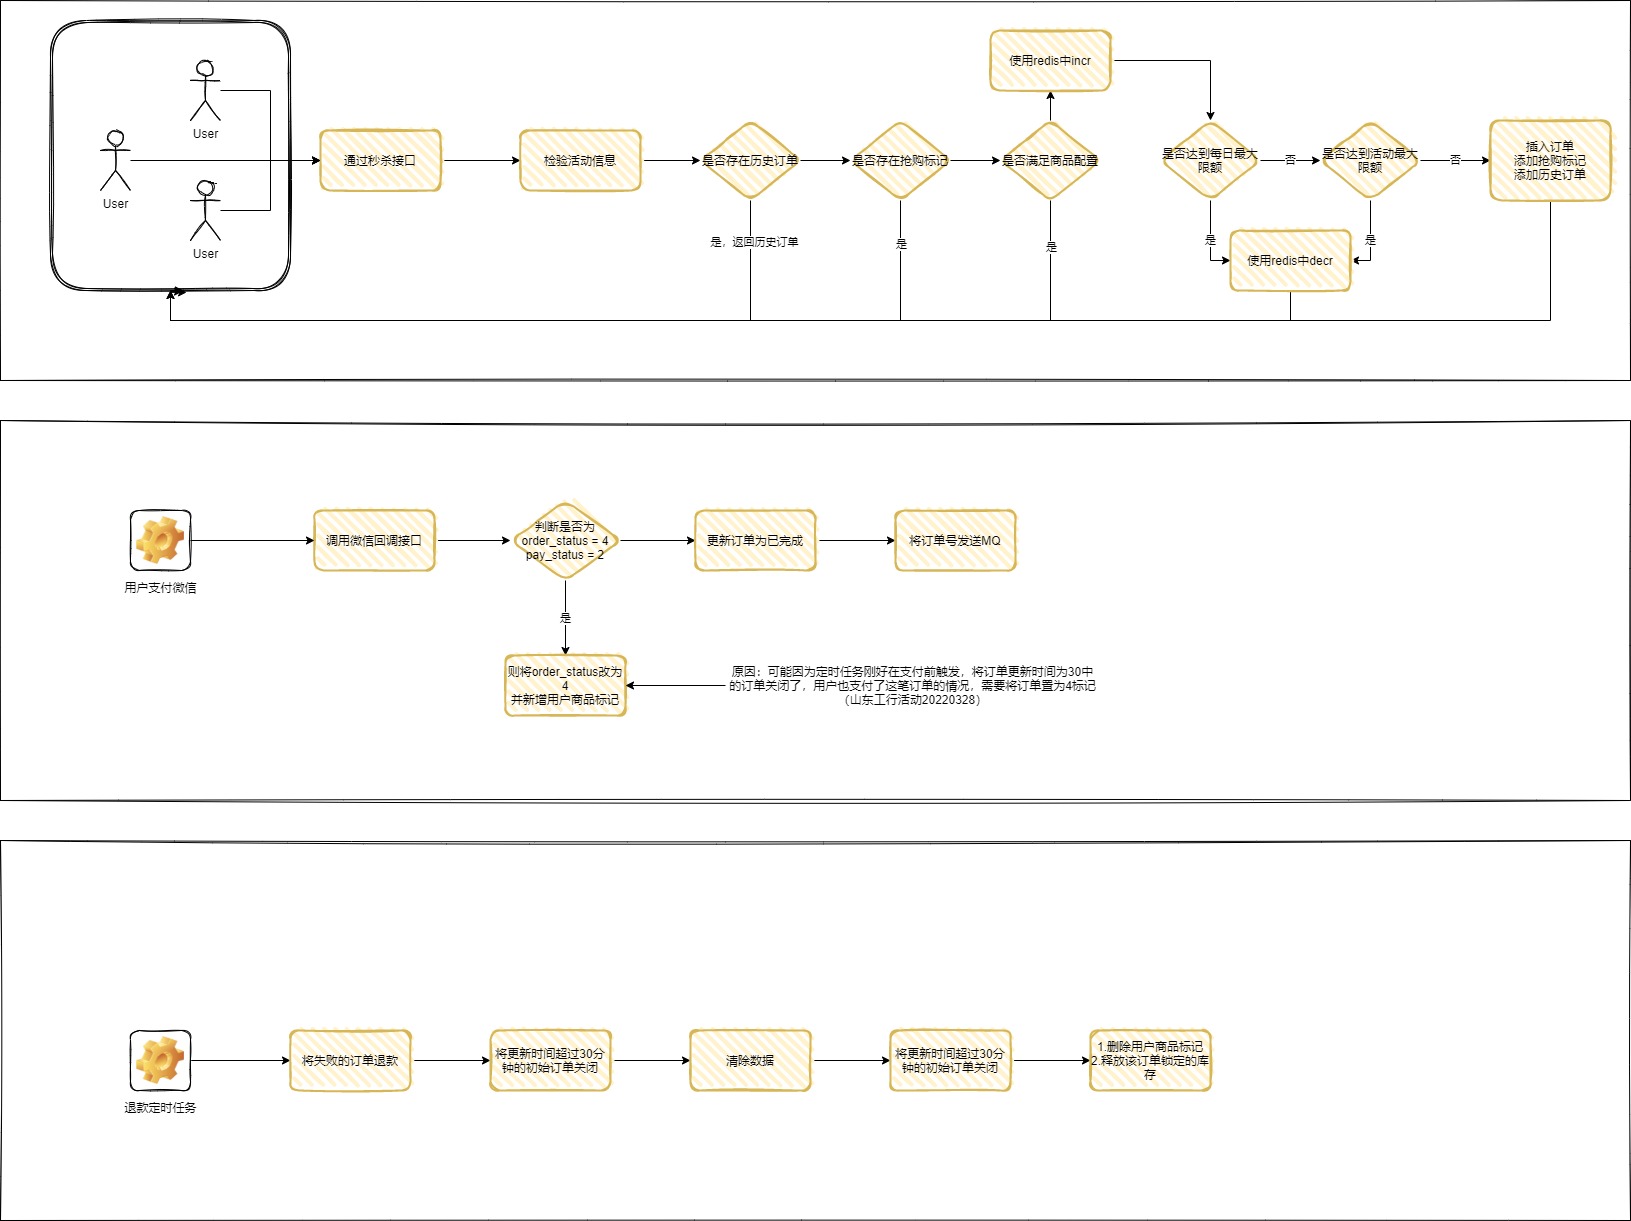 User
User
User
通过秒杀接口
检验活动信息
是否存在历史订单
是，返回历史订单
是否存在抢购标记
是
是否满足商品配置
是
使用redis中incr
是否达到每日最大
限额
否
是
是否达到活动最大
限额
否
是
使用redis中decr
插入订单
添加抢购标记
添加历史订单
用户支付微信
调用微信回调接口
判断是否为
order_status = 4
pay_status = 2
更新订单为已完成
将订单号发送MQ
是
则将order_status改为
4
并新增用户商品标记
原因：可能因为定时任务刚好在支付前触发，将订单更新时间为30中
的订单关闭了，用户也支付了这笔订单的情况，需要将订单置为4标记
（山东工行活动20220328）
退款定时任务
将失败的订单退款
将更新时间超过30分
钟的初始订单关闭
清除数据
将更新时间超过30分
钟的初始订单关闭
1.删除用户商品标记
2.释放该订单锁定的库
存